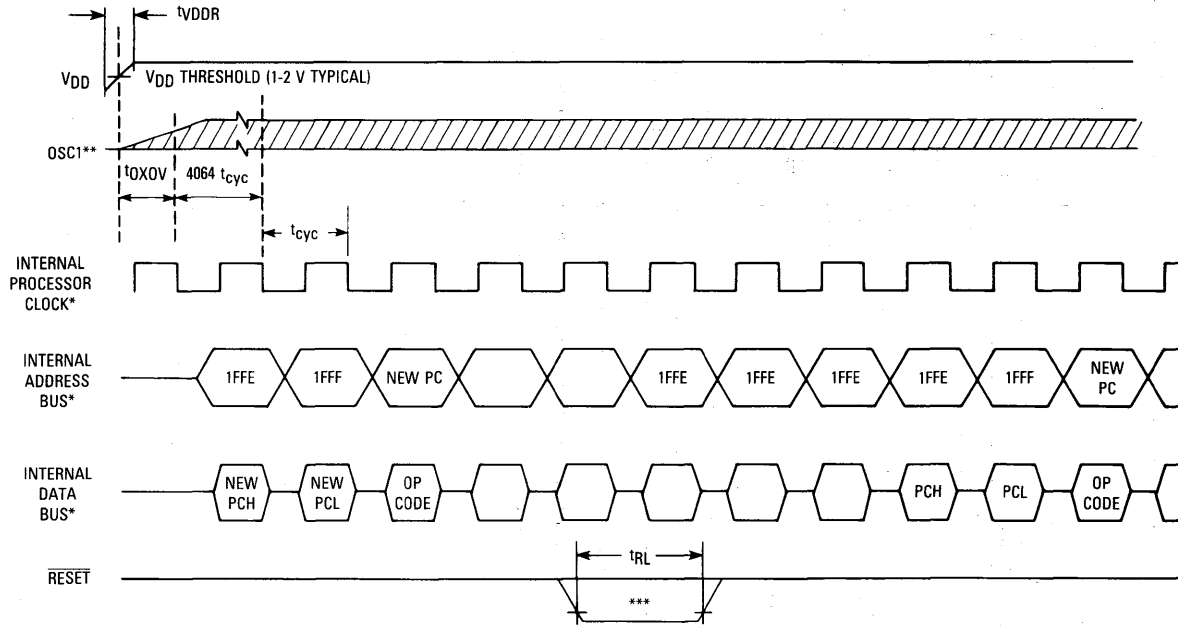 tVDDR
VDD
VDD THRESHOLD (1-2 V TYPICAL)
OSC1**
tOXOV
4064 tcyc
tcyc
INTERNAL
PROCESSOR
CLOCK*
INTERNAL
ADDRESS
BUS*
1FFE
1FFF
NEW PC
1FFE
1FFE
1FFE
1FFE
1FFF
NEW
PC
INTERNAL
DATA
BUS*
NEW
PCH
NEW
PCL
OP
CODE
PCH
PCL
OP
CODE
tRL
RESET
***